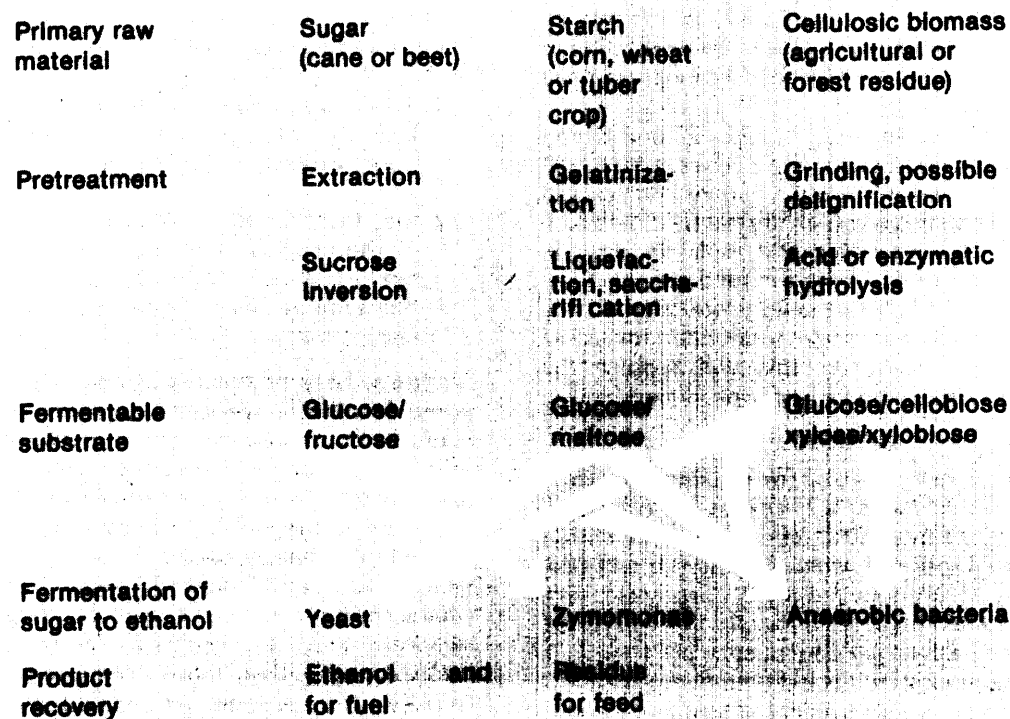 Primary raw
material
Sugar
(cane or beet)
Starch
(corn, wheat
or tuber
crop)
Cellulosic biomass
(agricultural or
forest residue)
Pretreatment
Extraction
Gelatiniza-
tion
Grinding, possible
delignification
Sucrose
Inversion
Liquefac-
tion, saccha-
rifi cation
Acid or enzymatic
hydrolysis
Fermentable
substrate
Glucose/
fructose
Glucose/
maltose
Glucose/cellobiose
xylose/xylobiose
Fermentation of
sugar to ethanol
Yeast
Zymomonas
Anaerobic bacteria
Product
recovery
Ethanol and
for fuel
Residue
for feed